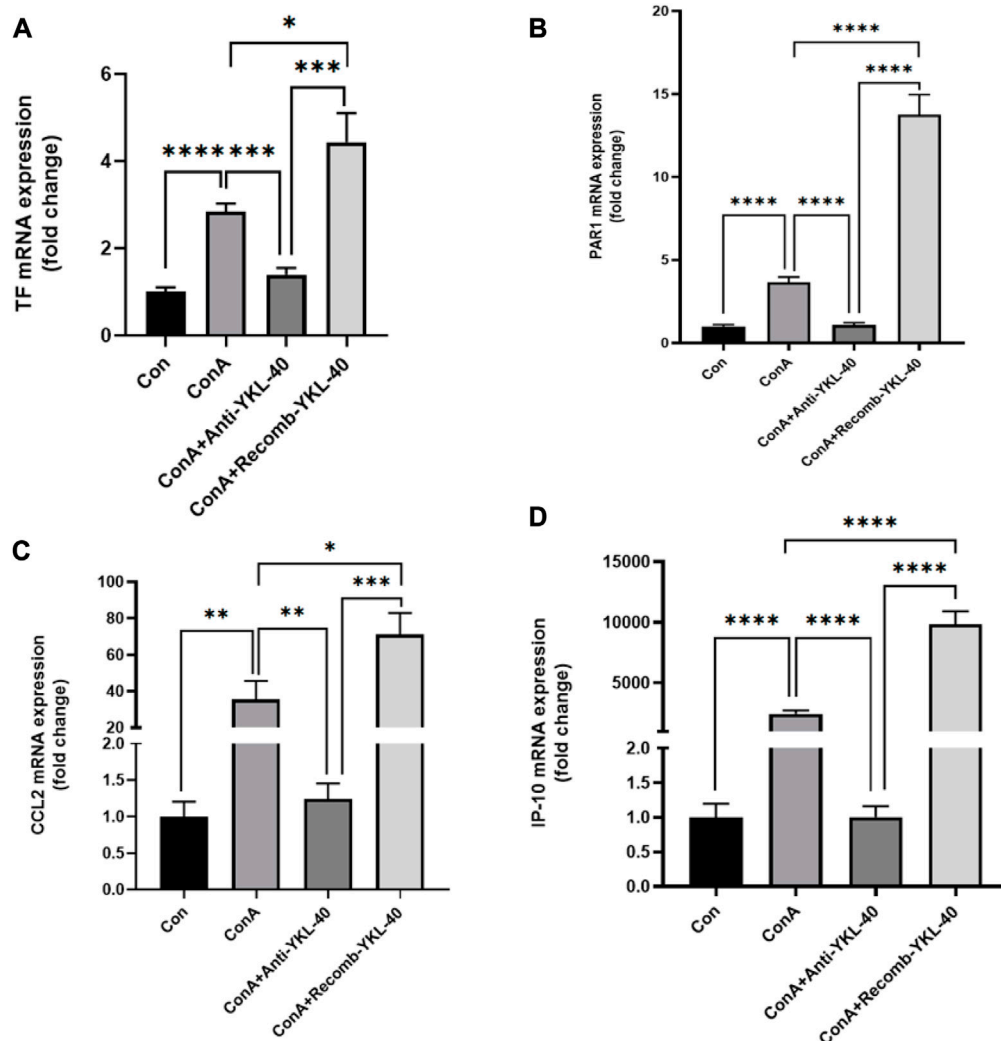 A
TF mRNA expression
(fold change)
6
4
2
0
*
***
*******
Con
ConA
ConA+Anti-YKL-40
ConA+Recomb-YKL-40
B
PAR1 mRNA expression
(fold change)
20
15
10
5
0
****
****
**** ****
Con
ConA
ConA+Anti-YKL-40
ConA+Recomb-YKL-40
C
CCL2 mRNA expression
(fold change)
100
80
60
40
20
2.0
1.5
1.0
0.5
0.0
*
***
** **
Con
ConA
ConA+Anti-YKL-40
ConA+Recomb-YKL-40
D
IP-10 mRNA expression
(fold change)
15000
10000
5000
2.0
1.5
1.0
0.5
0.0
****
****
**** ****
Con
ConA
ConA+Anti-YKL-40
ConA+Recomb-YKL-40